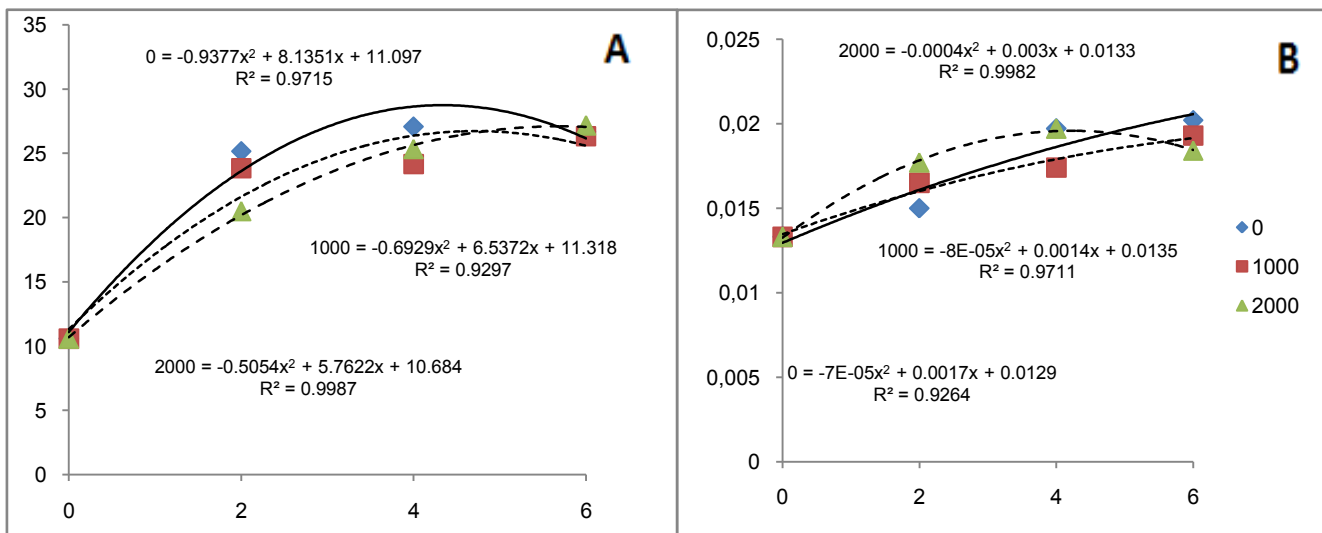 A
0 = -0.9377x² + 8.1351x + 11.097
R² = 0.9715
1000 = -0.6929x² + 6.5372x + 11.318
R² = 0.9297
2000 = -0.5054x² + 5.7622x + 10.684
R² = 0.9987
35
30
25
20
15
10
5
0
0 2 4 6
B
2000 = -0.0004x² + 0.003x + 0.0133
R² = 0.9982
1000 = -8E-05x² + 0.0014x + 0.0135
R² = 0.9711
0 = -7E-05x² + 0.0017x + 0.0129
R² = 0.9264
0,025
0,02
0,015
0,01
0,005
0
0 2 4 6
0
1000
2000